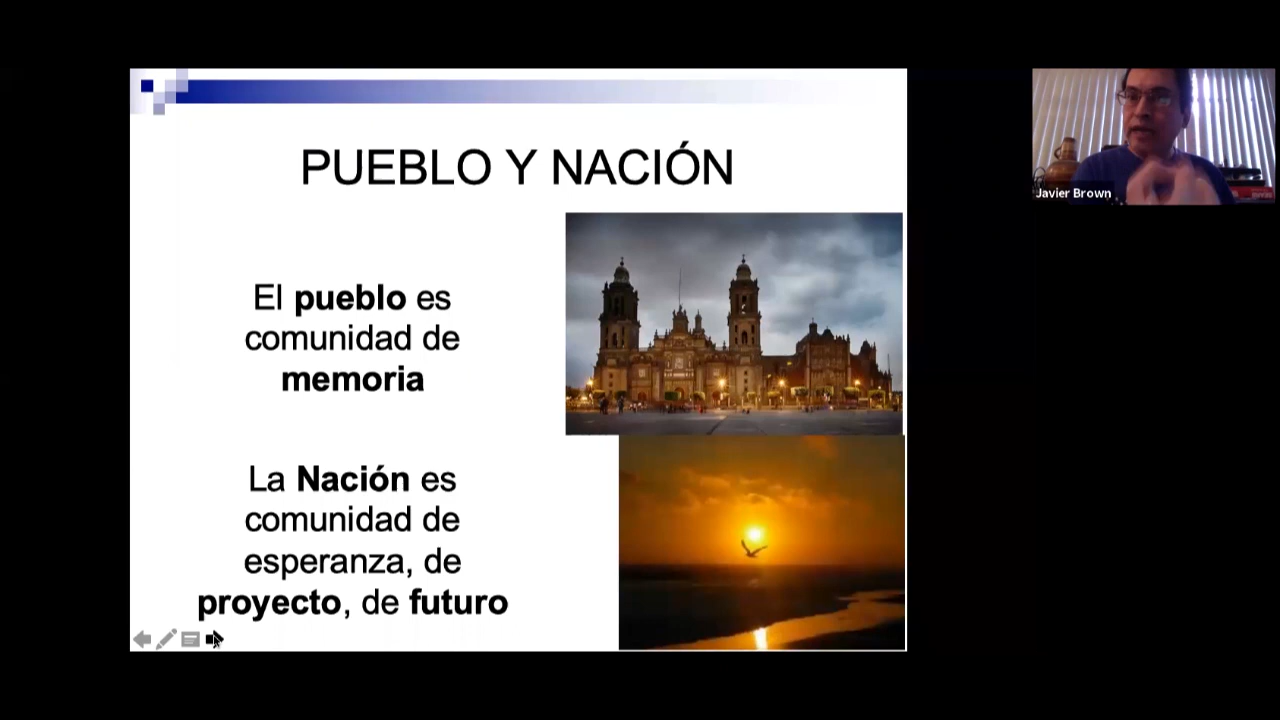 PUEBLO Y NACIÓN
El pueblo es
comunidad de
memoria
La Nación es
comunidad de
esperanza, de
proyecto, de futuro
Javier Brown